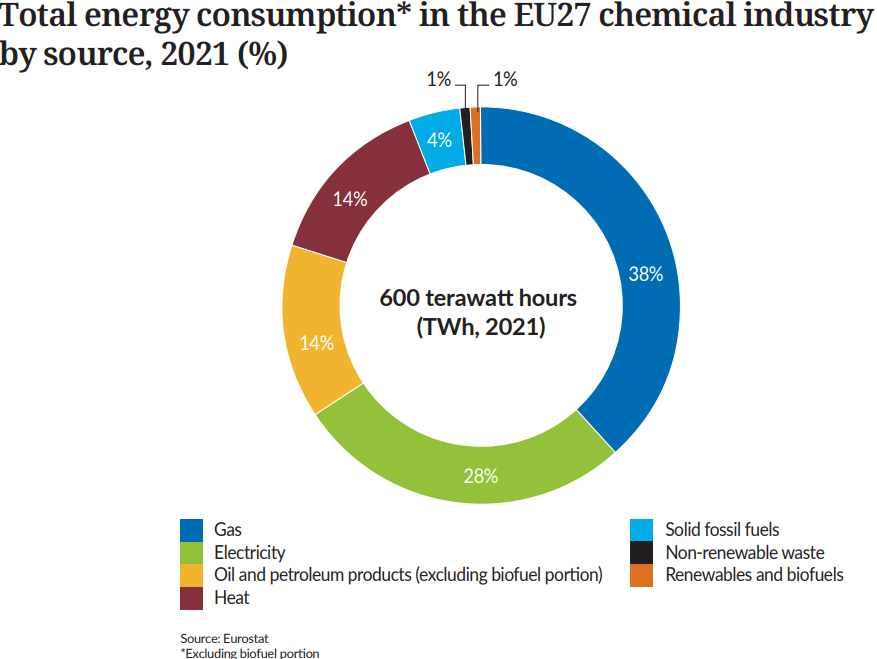 Total energy consumption* in the EU27 chemical industry
by source, 2021 (%)
1%
1%
4%
14%
38%
600 terawatt hours
(TWh, 2021)
14%
28%
Gas
Electricity
Oil and petroleum products (excluding biofuel portion)
Heat
Solid fossil fuels
Non-renewable waste
Renewables and biofuels
Source: Eurostat
*Excluding biofuel portion